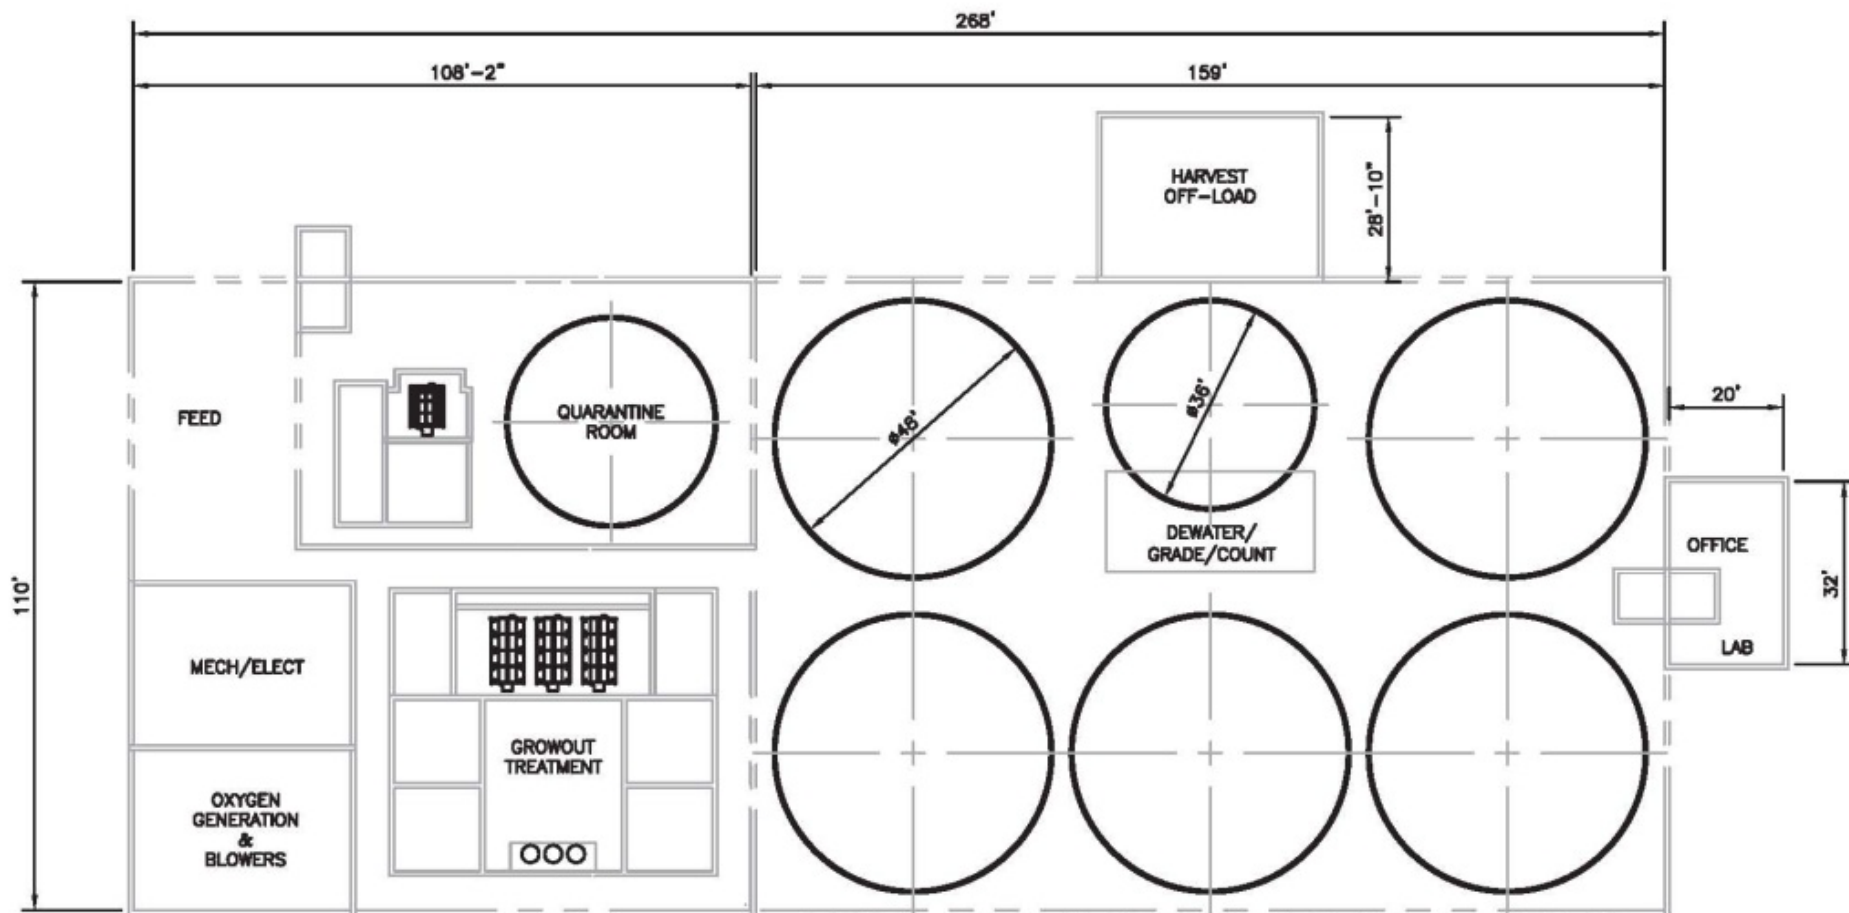 268'
108'-2"
159'
HARVEST
OFF-LOAD
28'-10"
FEED
QUARANTINE
ROOM
ø48'
ø36'
20'
DEWATER/
GRADE/COUNT
OFFICE
110'
32'
MECH/ELECT
LAB
GROWOUT
TREATMENT
OXYGEN
GENERATION
&
BLOWERS